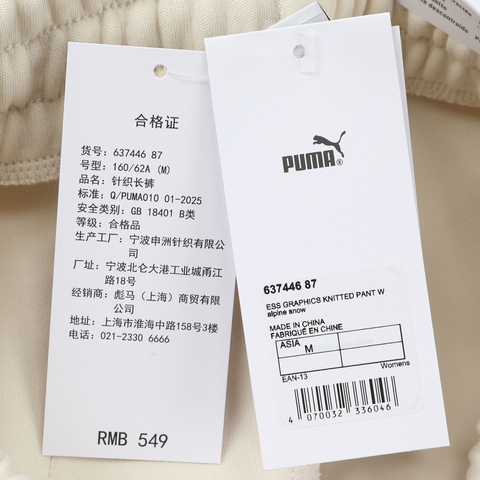 合格证
货号: 637446 87
号型: 160/62A (M)
品名: 针织长裤
标准: Q/PUMA010 01-2025
安全类别: GB 18401 B类
等级: 合格品
生产工厂: 宁波申洲针织有限公
司
厂址: 宁波北仑大港工业城甬江
路18号
经销商: 彪马（上海）商贸有限
公司
地址: 上海市淮海中路158号3楼
电话: 021-2330 6666
RMB 549
PUMA®
637446 87
ESS GRAPHICS KNITTED PANT W
alpine snow
MADE IN CHINA
FABRIQUÉ EN CHINE
ASIA
M
EAN-13
Womens
4 070032 336046
descontraído